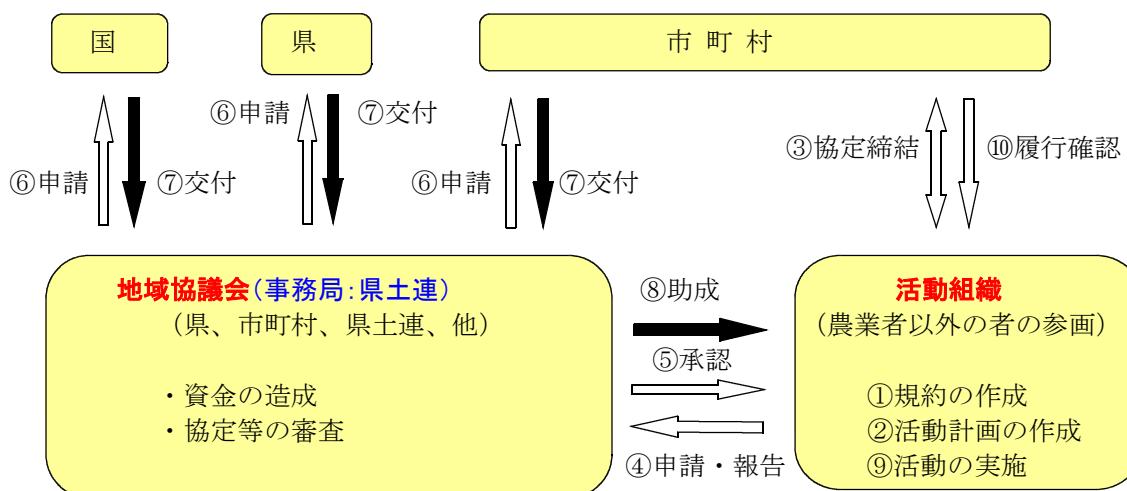 国
県
市 町 村
⑥申請
⑦交付
⑥申請
⑦交付
⑥申請
⑦交付
③協定締結
⑩履行確認
地域協議会(事務局:県土連)
(県、市町村、県土連、他)
・資金の造成
・協定等の審査
⑧助成
⑤承認
④申請・報告
活動組織
(農業者以外の者の参画)
①規約の作成
②活動計画の作成
⑨活動の実施